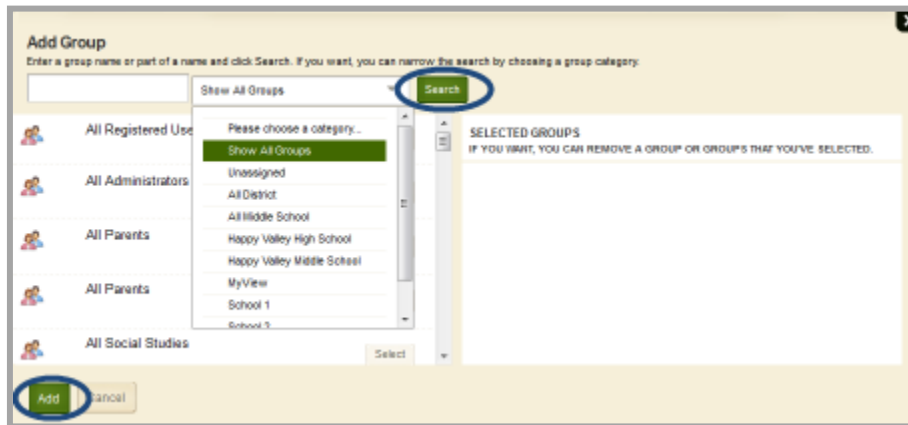 Add Group
Enter a group name or part of a name and click Search. If you want, you can narrow the search by choosing a group category.
Show All Groups
Search
All Registered Use
Please choose a category...
Show All Groups
Unassigned
All District
All Middle School
Happy Valley High School
Happy Valley Middle School
MyView
School 1
School 2
All Administrators
All Parents
All Parents
All Social Studies
Select
SELECTED GROUPS
IF YOU WANT, YOU CAN REMOVE A GROUP OR GROUPS THAT YOU'VE SELECTED.
Add
Cancel